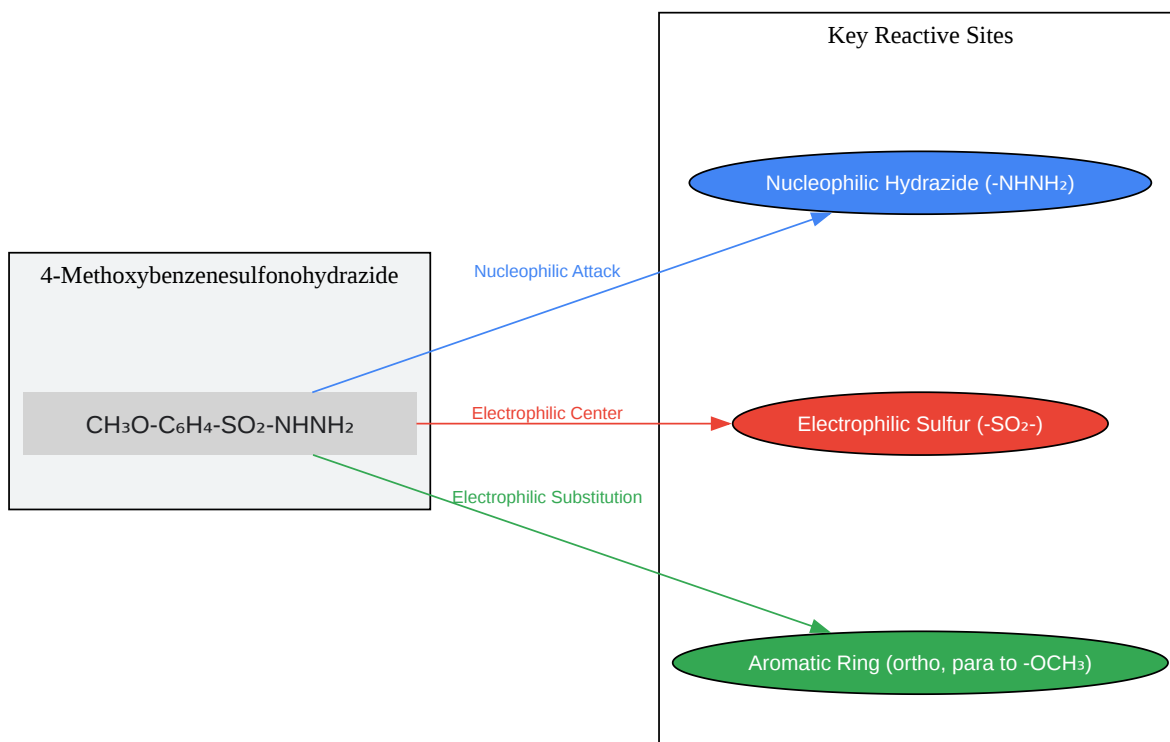 Key Reactive Sites
Nucleophilic Hydrazide (-NHNH₂)
Nucleophilic Attack
4-Methoxybenzenesulfonohydrazide
CH₃O-C₆H₄-SO₂-NHNH₂
Electrophilic Center
Electrophilic Sulfur (-SO₂-)
Electrophilic Substitution
Aromatic Ring (ortho, para to -OCH₃)